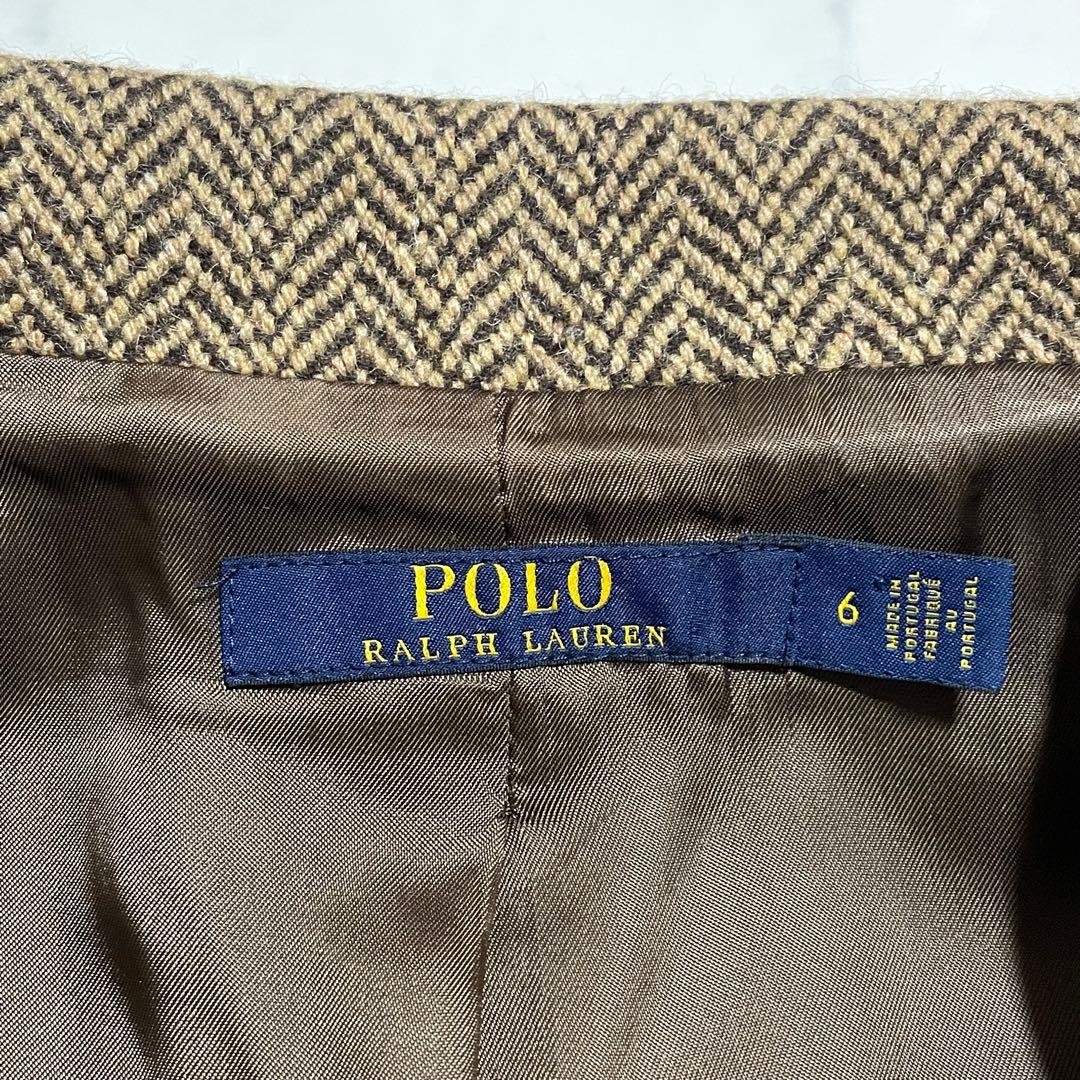 POLO
RALPH LAUREN
6
MADE IN
PORTUGAL
FABRIQUÉ
AU
PORTUGAL